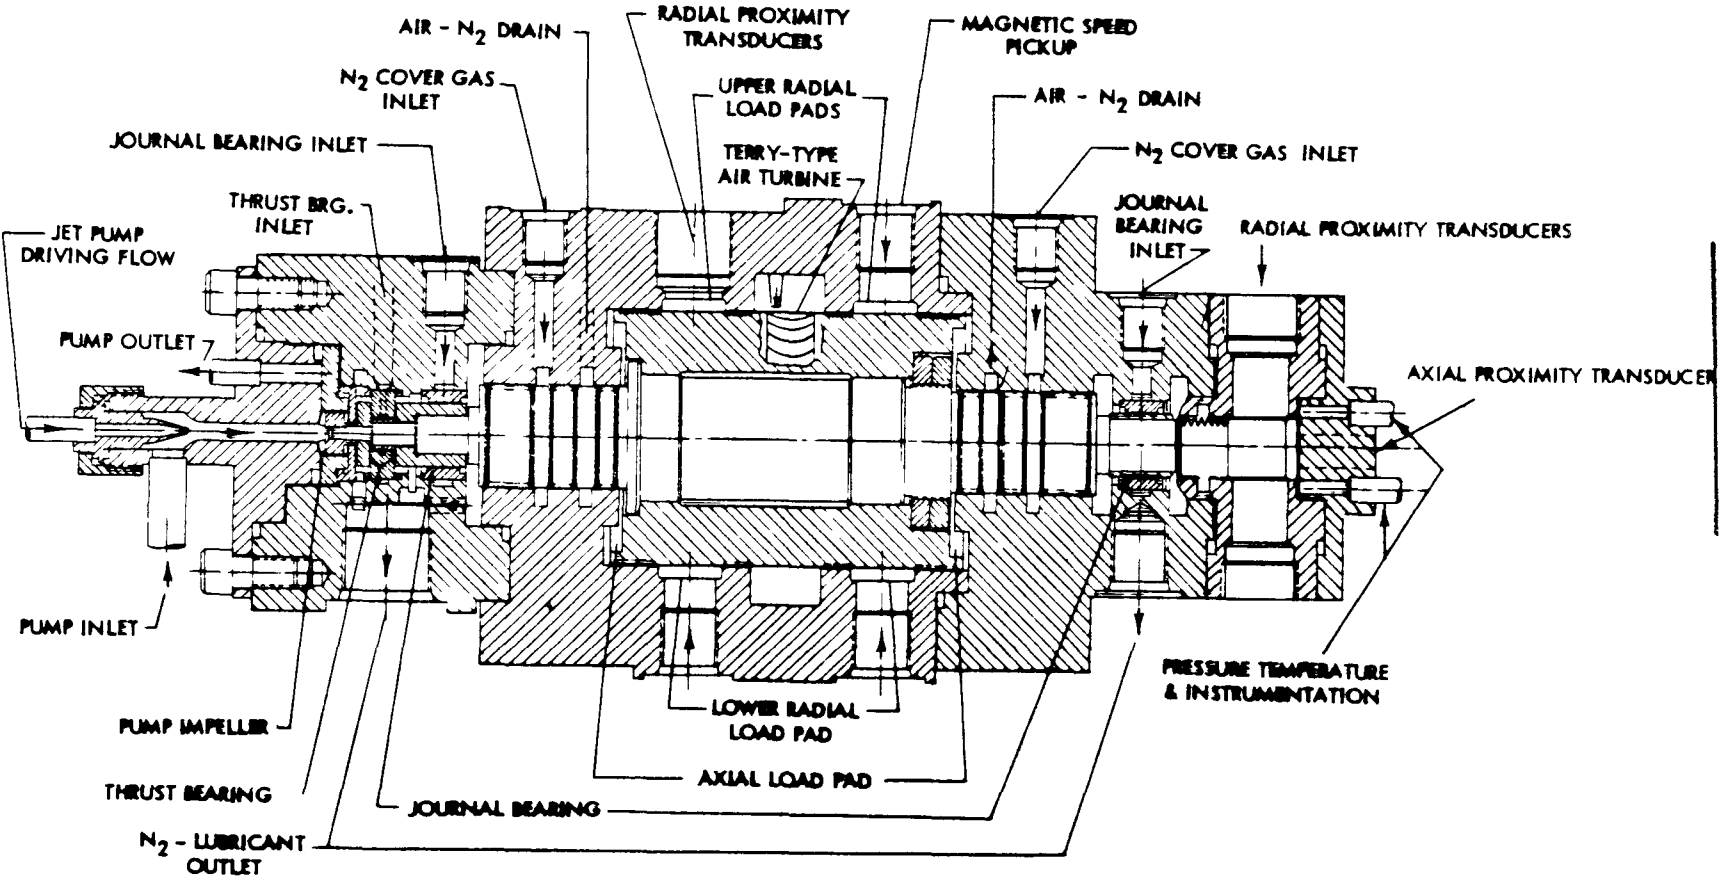 RADIAL PROXIMITY
TRANSDUCERS
MAGNETIC SPEED
PICKUP
AIR - N2 DRAIN
N2 COVER GAS
INLET
UPPER RADIAL
LOAD PADS
AIR - N2 DRAIN
JOURNAL BEARING INLET
TERRY-TYPE
AIR TURBINE
N2 COVER GAS INLET
THRUST BRG.
INLET
JOURNAL
BEARING
INLET
RADIAL PROXIMITY TRANSDUCERS
JET PUMP
DRIVING FLOW
PUMP OUTLET
AXIAL PROXIMITY TRANSDUCER
PUMP INLET
PRESSURE TEMPERATURE
& INSTRUMENTATION
PUMP IMPELLER
LOWER RADIAL
LOAD PAD
AXIAL LOAD PAD
THRUST BEARING
JOURNAL BEARING
N2 - LUBRICANT
OUTLET